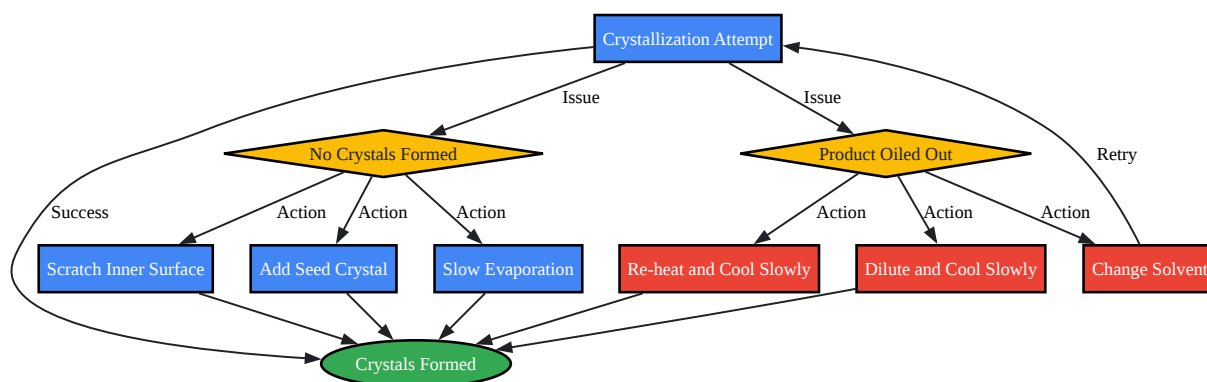 Crystallization Attempt
Issue
Issue
No Crystals Formed
Product Oiled Out
Retry
Success
Action
Action
Action
Action
Action
Action
Scratch Inner Surface
Add Seed Crystal
Slow Evaporation
Re-heat and Cool Slowly
Dilute and Cool Slowly
Change Solvent
Crystals Formed